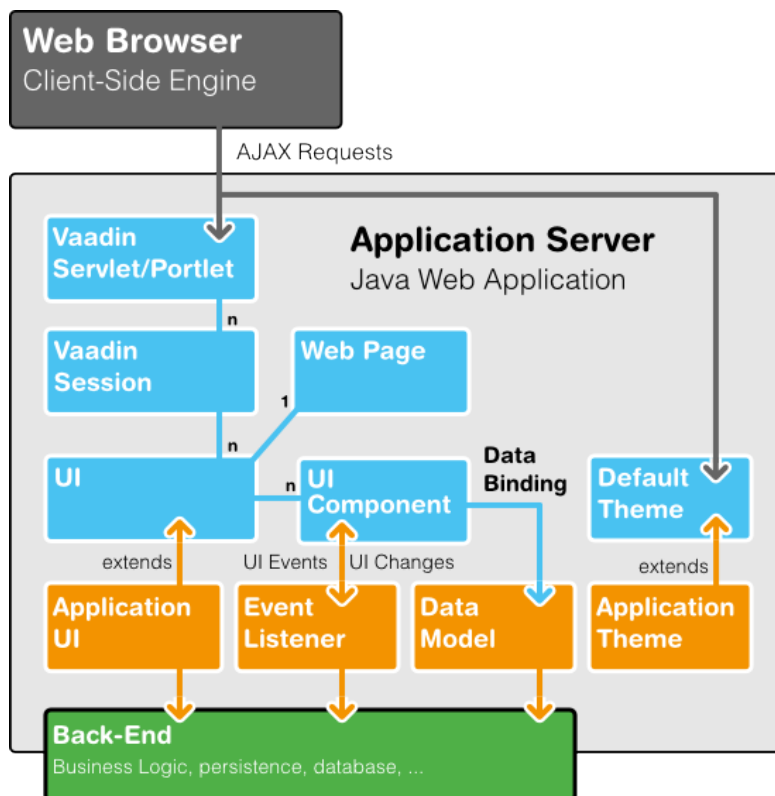 Web Browser
Client-Side Engine
AJAX Requests
Application Server
Java Web Application
Vaadin
Servlet/Portlet
n
Vaadin
Session
Web Page
1
n
UI
n
UI
Component
Data
Binding
Default
Theme
extends
UI Events
UI Changes
extends
Application
UI
Event
Listener
Data
Model
Application
Theme
Back-End
Business Logic, persistence, database, ...